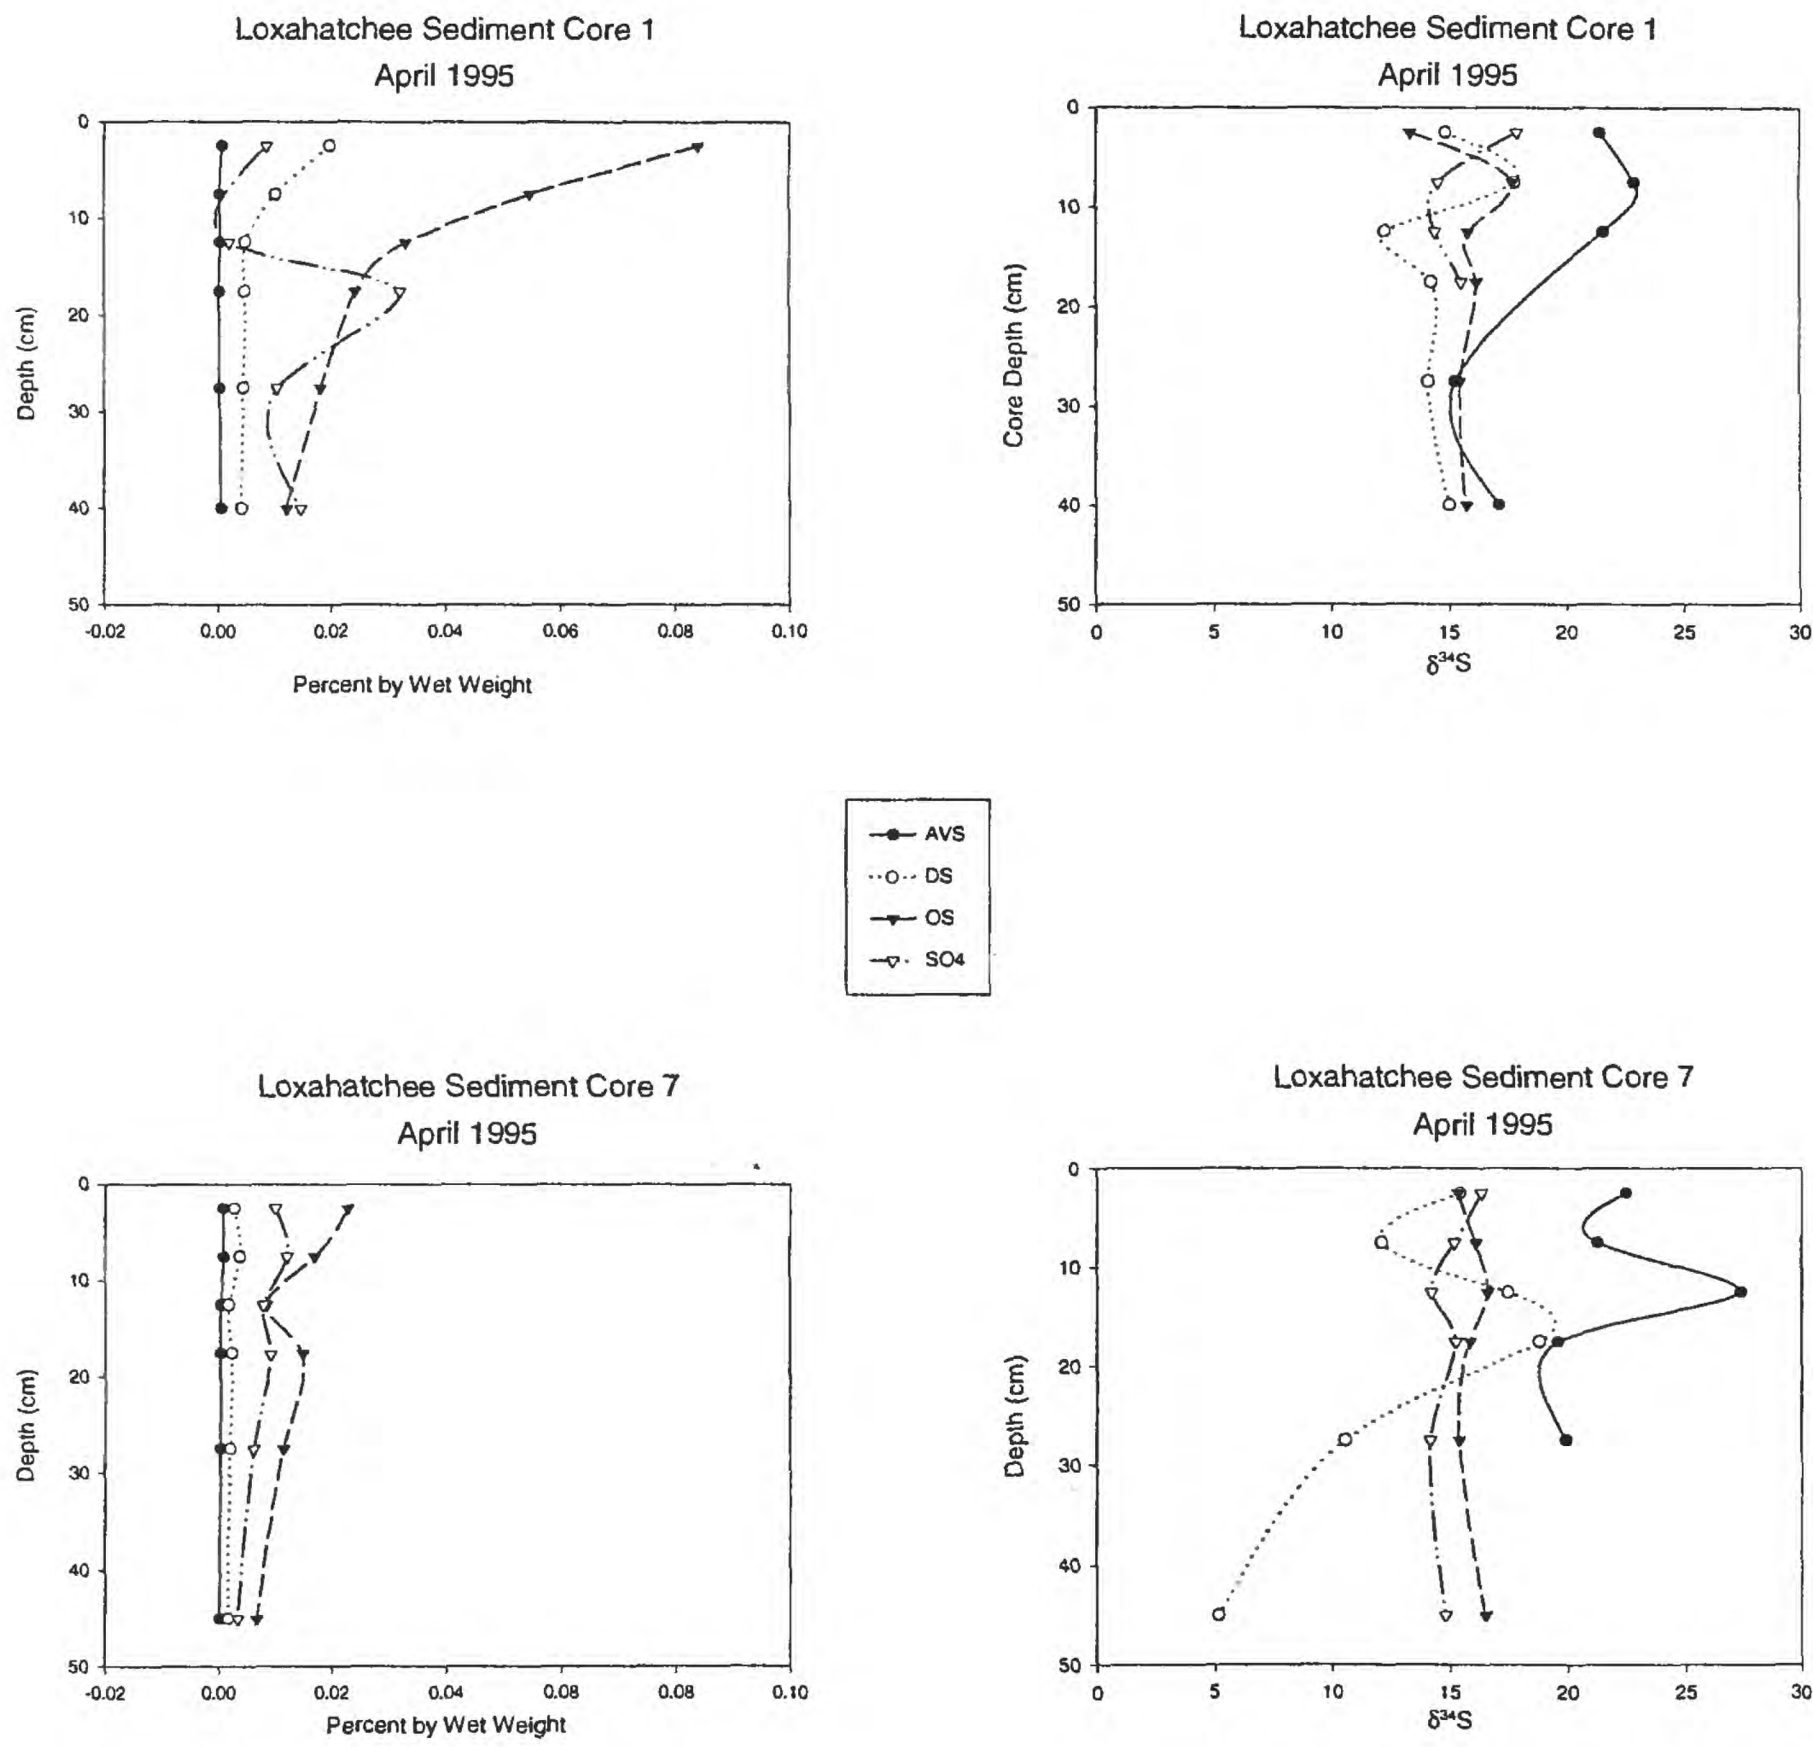 Loxahatchee Sediment Core 1
April 1995
0
10
20
30
40
50
Depth (cm)
-0.02 0.00 0.02 0.04 0.06 0.08 0.10
Percent by Wet Weight
Loxahatchee Sediment Core 1
April 1995
0
10
20
30
40
50
Core Depth (cm)
0 5 10 15 20 25 30
δ³⁴S
AVS
DS
OS
SO4
Loxahatchee Sediment Core 7
April 1995
0
10
20
30
40
50
Depth (cm)
-0.02 0.00 0.02 0.04 0.08 0.08 0.10
Percent by Wet Weight
Loxahatchee Sediment Core 7
April 1995
0
10
20
30
40
50
Depth (cm)
0 5 10 15 20 25 30
δ³⁴S